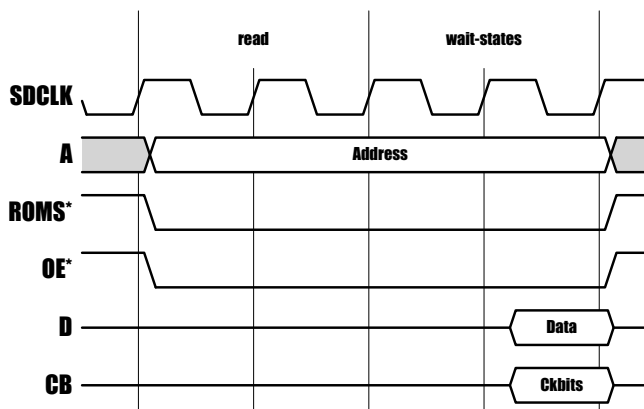 read wait-states
SDCLK
A Address
ROMS*
OE*
D Data
CB Ckbits